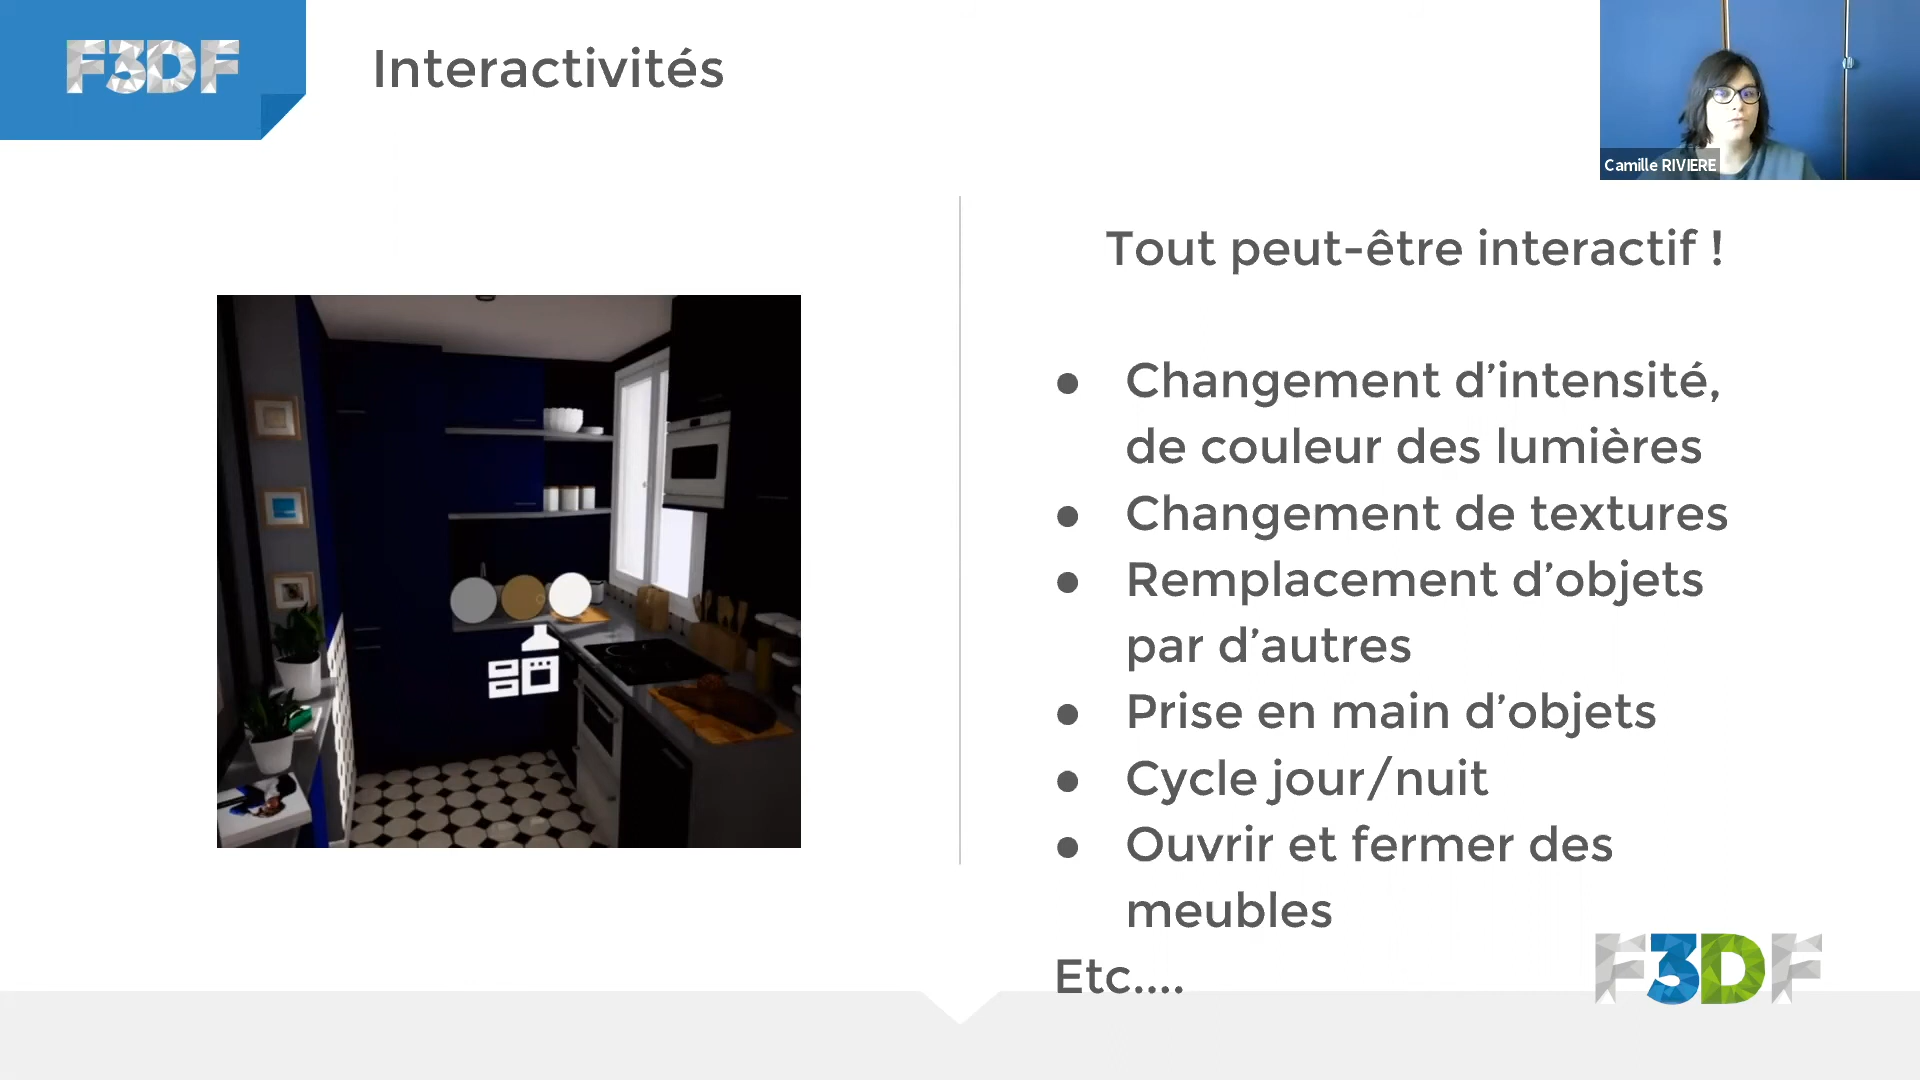 F3DF
Interactivités
Camille RIVIERE
Tout peut-être interactif !
● Changement d’intensité,
de couleur des lumières
● Changement de textures
● Remplacement d’objets
par d’autres
● Prise en main d’objets
● Cycle jour/nuit
● Ouvrir et fermer des
meubles
Etc....
F3DF